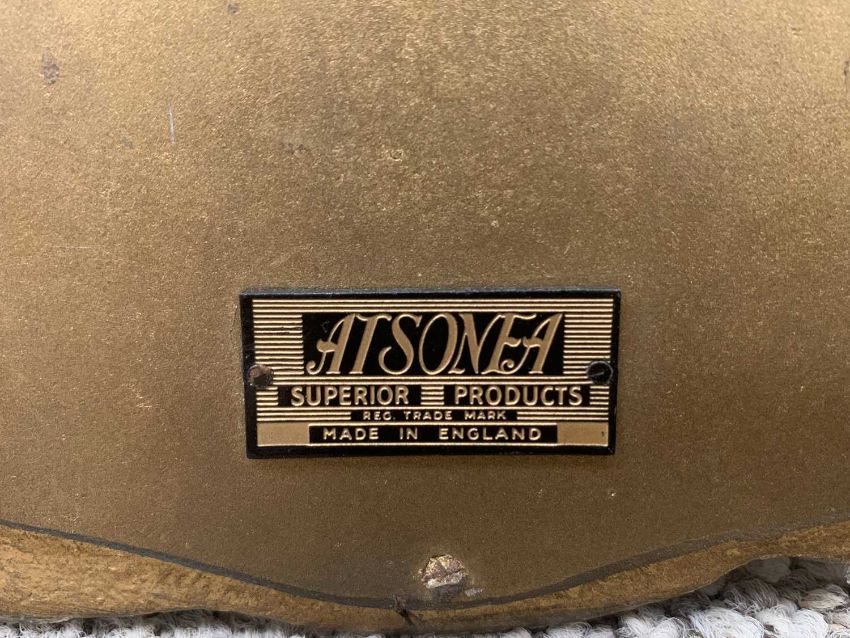 ATSONEA
SUPERIOR PRODUCTS
REG. TRADE MARK
MADE IN ENGLAND